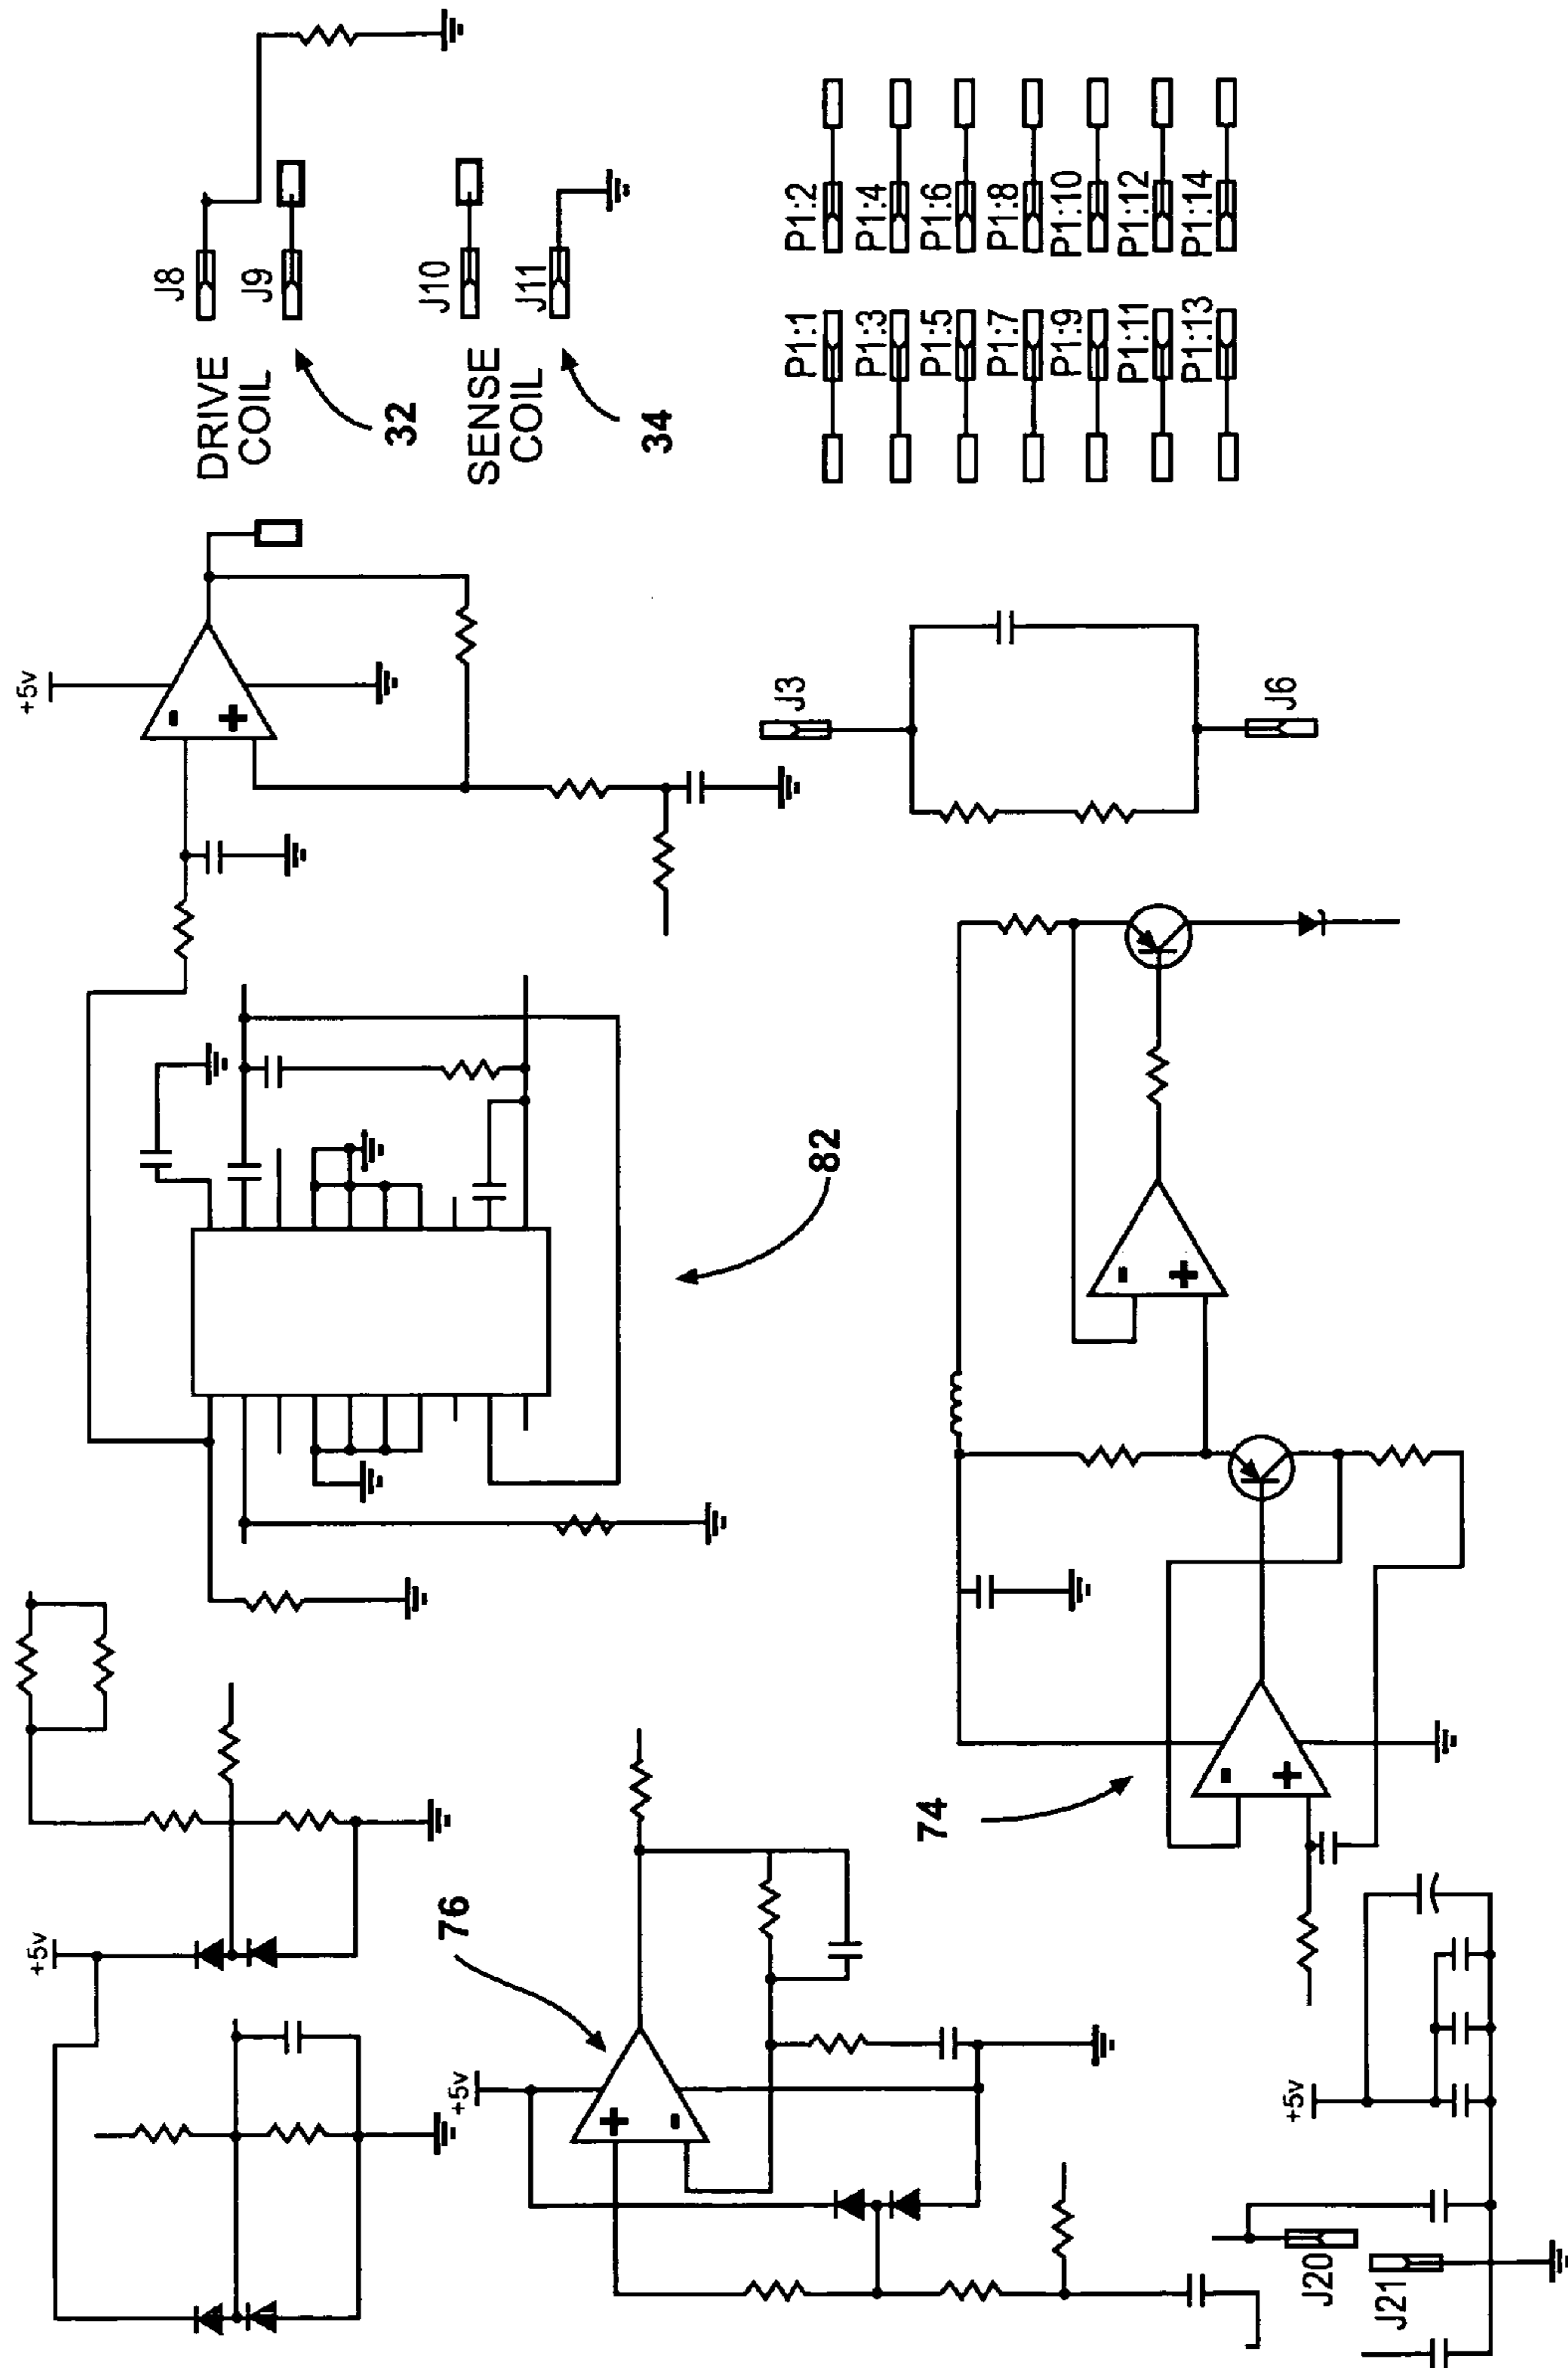 J8
DRIVE
COIL
J9
32
J10
SENSE
COIL
J11
34
+5v
-
+
P1:1 P1:2
P1:3 P1:4
P1:5 P1:6
P1:7 P1:8
P1:9 P1:10
P1:11 P1:12
P1:13 P1:14
J3
J6
82
-
+
+5v
76
+5v
+
-
74
-
+
+5v
J20
J21